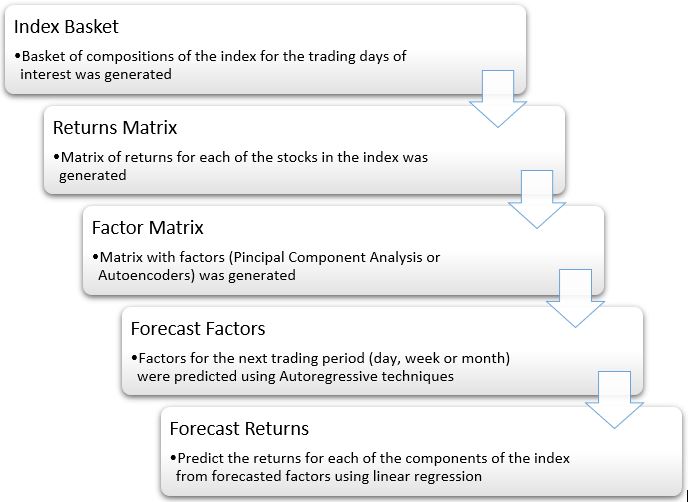 Index Basket
•Basket of compositions of the index for the trading days of
interest was generated
Returns Matrix
•Matrix of returns for each of the stocks in the index was
generated
Factor Matrix
•Matrix with factors (Pincipal Component Analysis or
Autoencoders) was generated
Forecast Factors
•Factors for the next trading period (day, week or month)
were predicted using Autoregressive techniques
Forecast Returns
•Predict the returns for each of the components of the index
from forecasted factors using linear regression